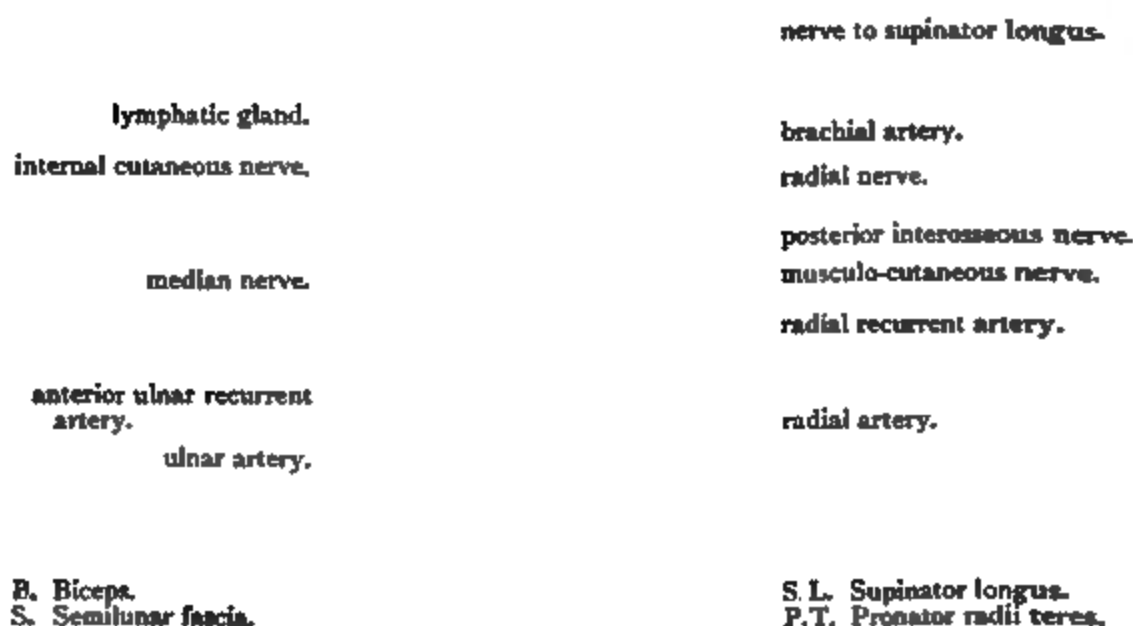 nerve to supinator longus.
lymphatic gland.
brachial artery.
internal cutaneous nerve.
radial nerve.
posterior interosseous nerve.
median nerve.
musculo-cutaneous nerve.
radial recurrent artery.
anterior ulnar recurrent
artery.
radial artery.
ulnar artery.
B. Biceps.
S. Semilunar fascia.
S.L. Supinator longus.
P.T. Pronator radii teres.